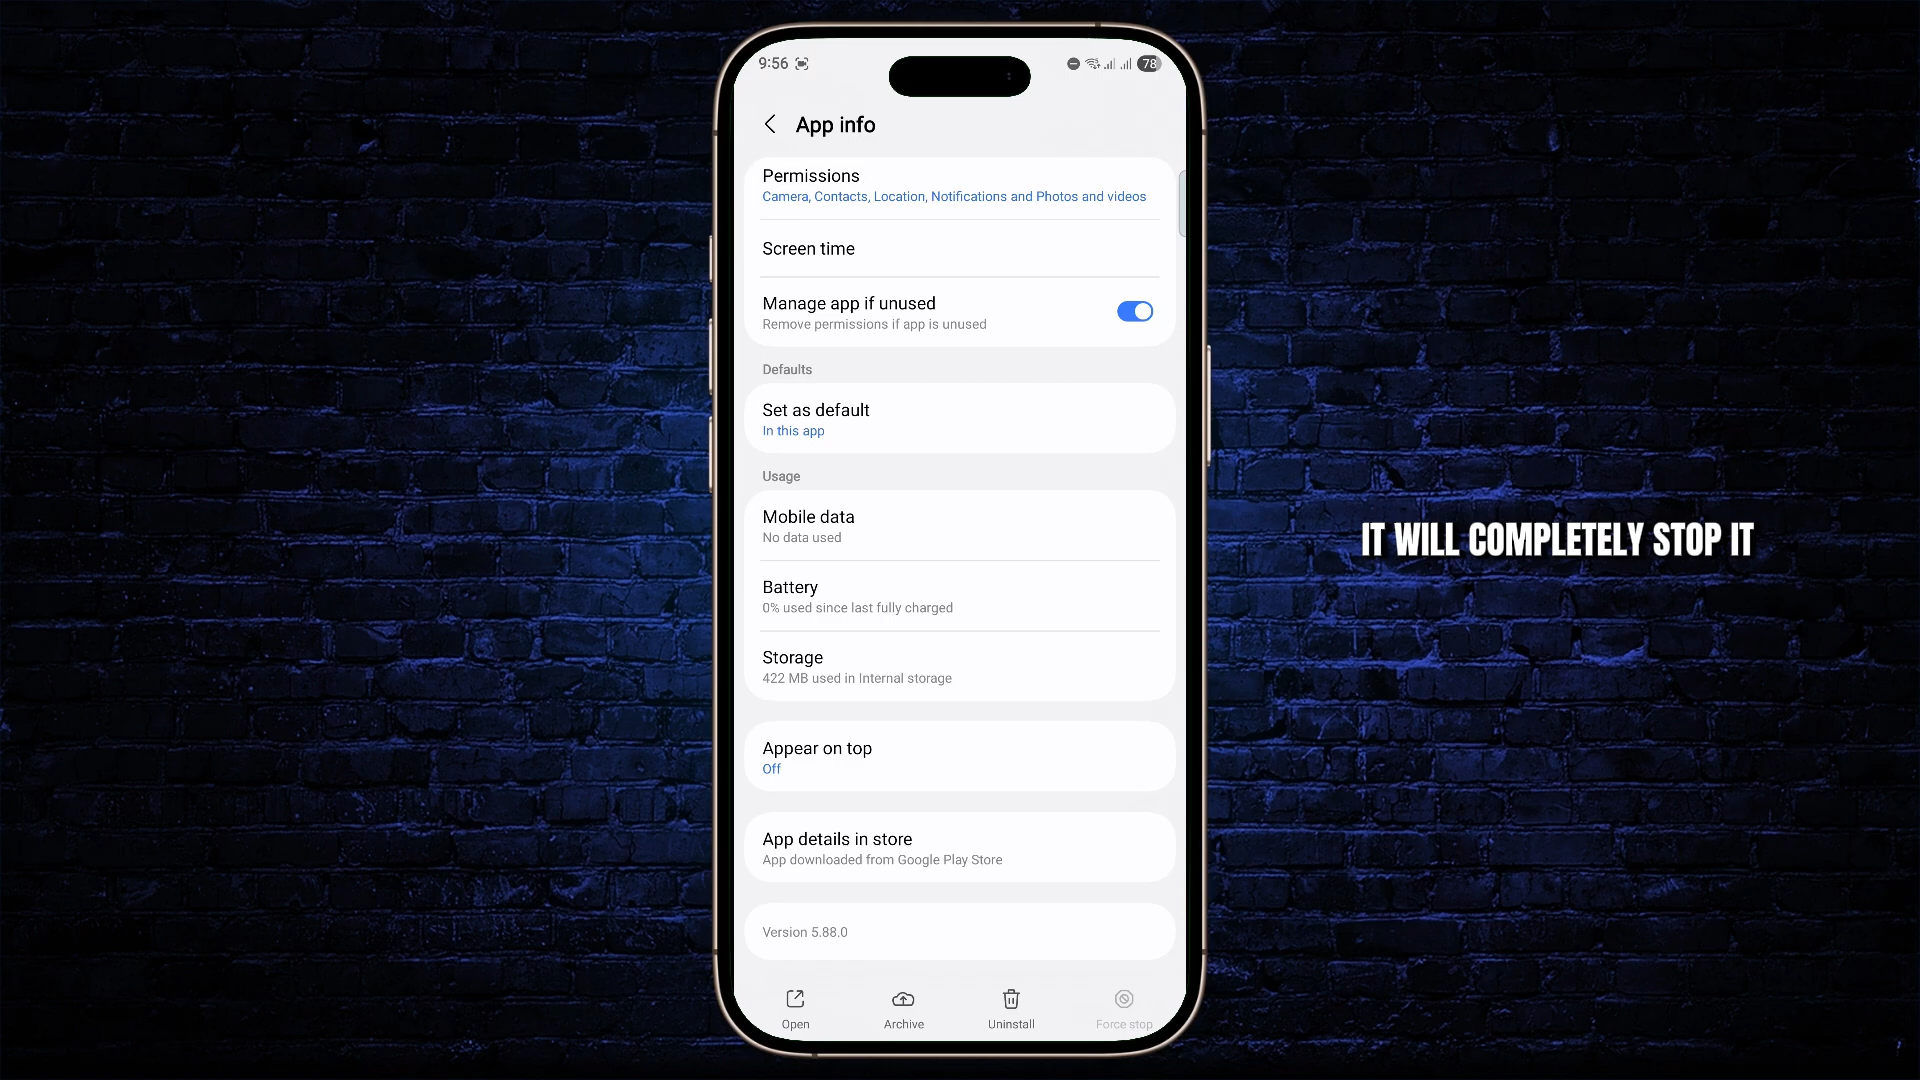 9:56
78
App info
Permissions
Camera, Contacts, Location, Notifications and Photos and videos
Screen time
Manage app if unused
Remove permissions if app is unused
Defaults
Set as default
In this app
Usage
Mobile data
No data used
Battery
0% used since last fully charged
Storage
422 MB used in Internal storage
Appear on top
Off
App details in store
App downloaded from Google Play Store
Version 5.88.0
Open
Archive
Uninstall
Force stop
IT WILL COMPLETELY STOP IT